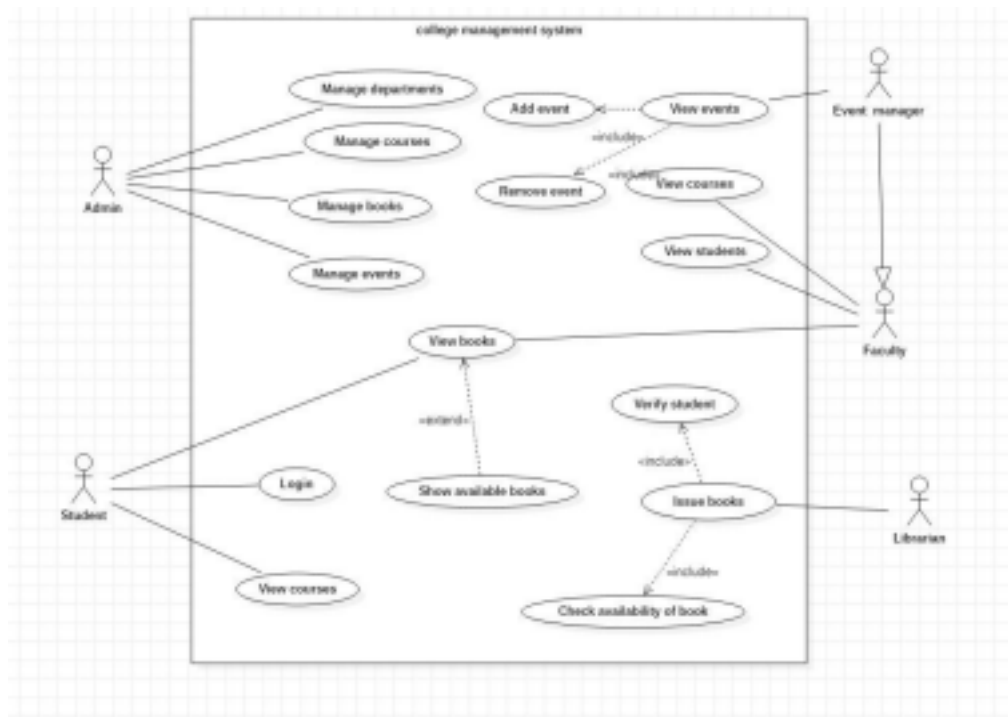 college management system
Manage departments
Add event
View events
Event manager
«include»
Manage courses
«include»
View courses
Remove event
Admin
Manage books
View students
Manage events
View books
Faculty
Verify student
«extend»
«include»
Login
Show available books
Issue books
Student
Librarian
«include»
View courses
Check availability of book